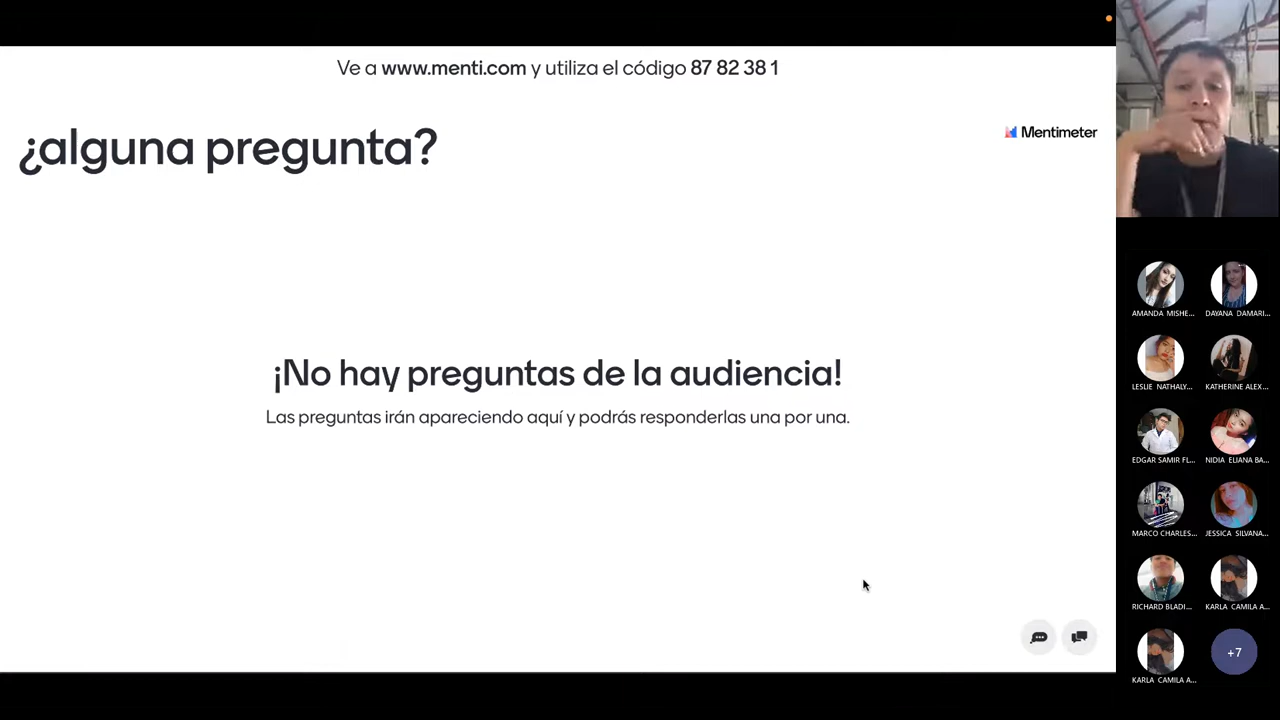 Ve a www.menti.com y utiliza el código 87 82 38 1
¿alguna pregunta?
Mentimeter
¡No hay preguntas de la audiencia!
Las preguntas irán apareciendo aquí y podrás responderlas una por una.
AMANDA MISHE...
DAYANA DAMARI...
LESLIE NATHALY...
KATHERINE ALEX...
EDGAR SAMIR FL...
NIDIA ELIANA BA...
MARCO CHARLES...
JESSICA SILVANA...
RICHARD BLADI...
KARLA CAMILA A...
KARLA CAMILA A...
+7